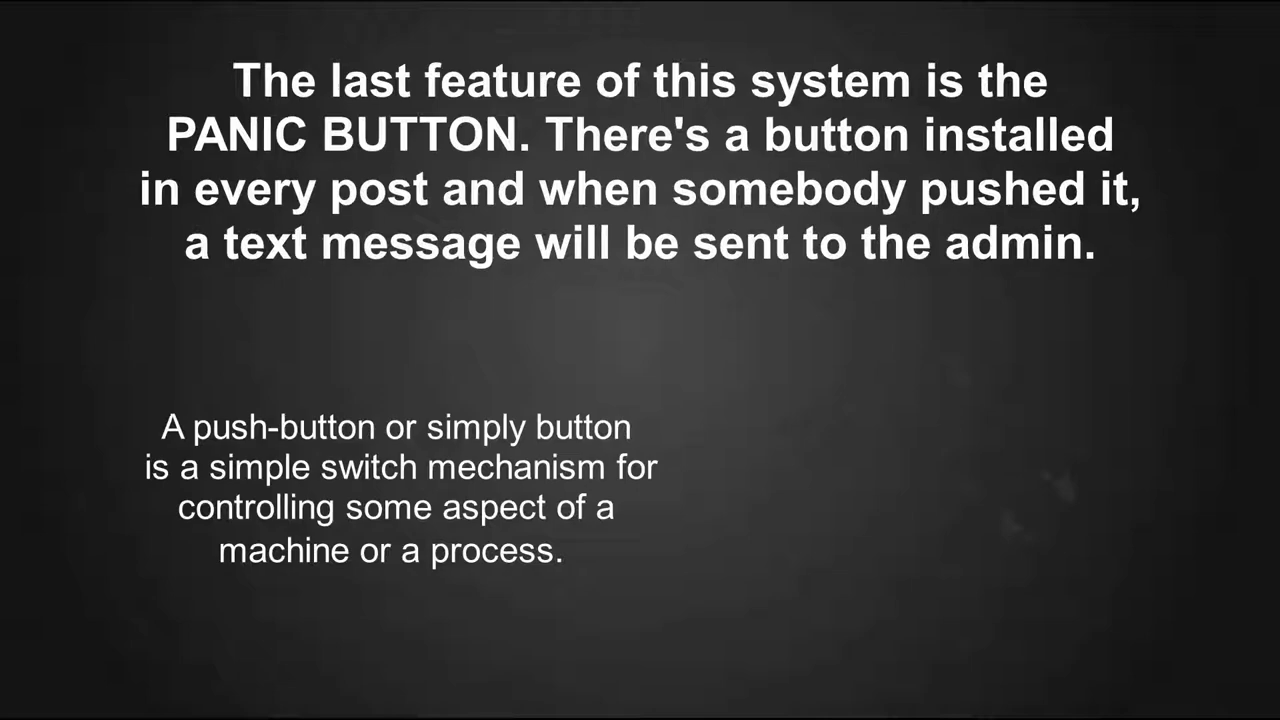 The last feature of this system is the
PANIC BUTTON. There's a button installed
in every post and when somebody pushed it,
a text message will be sent to the admin.
A push-button or simply button
is a simple switch mechanism for
controlling some aspect of a
machine or a process.